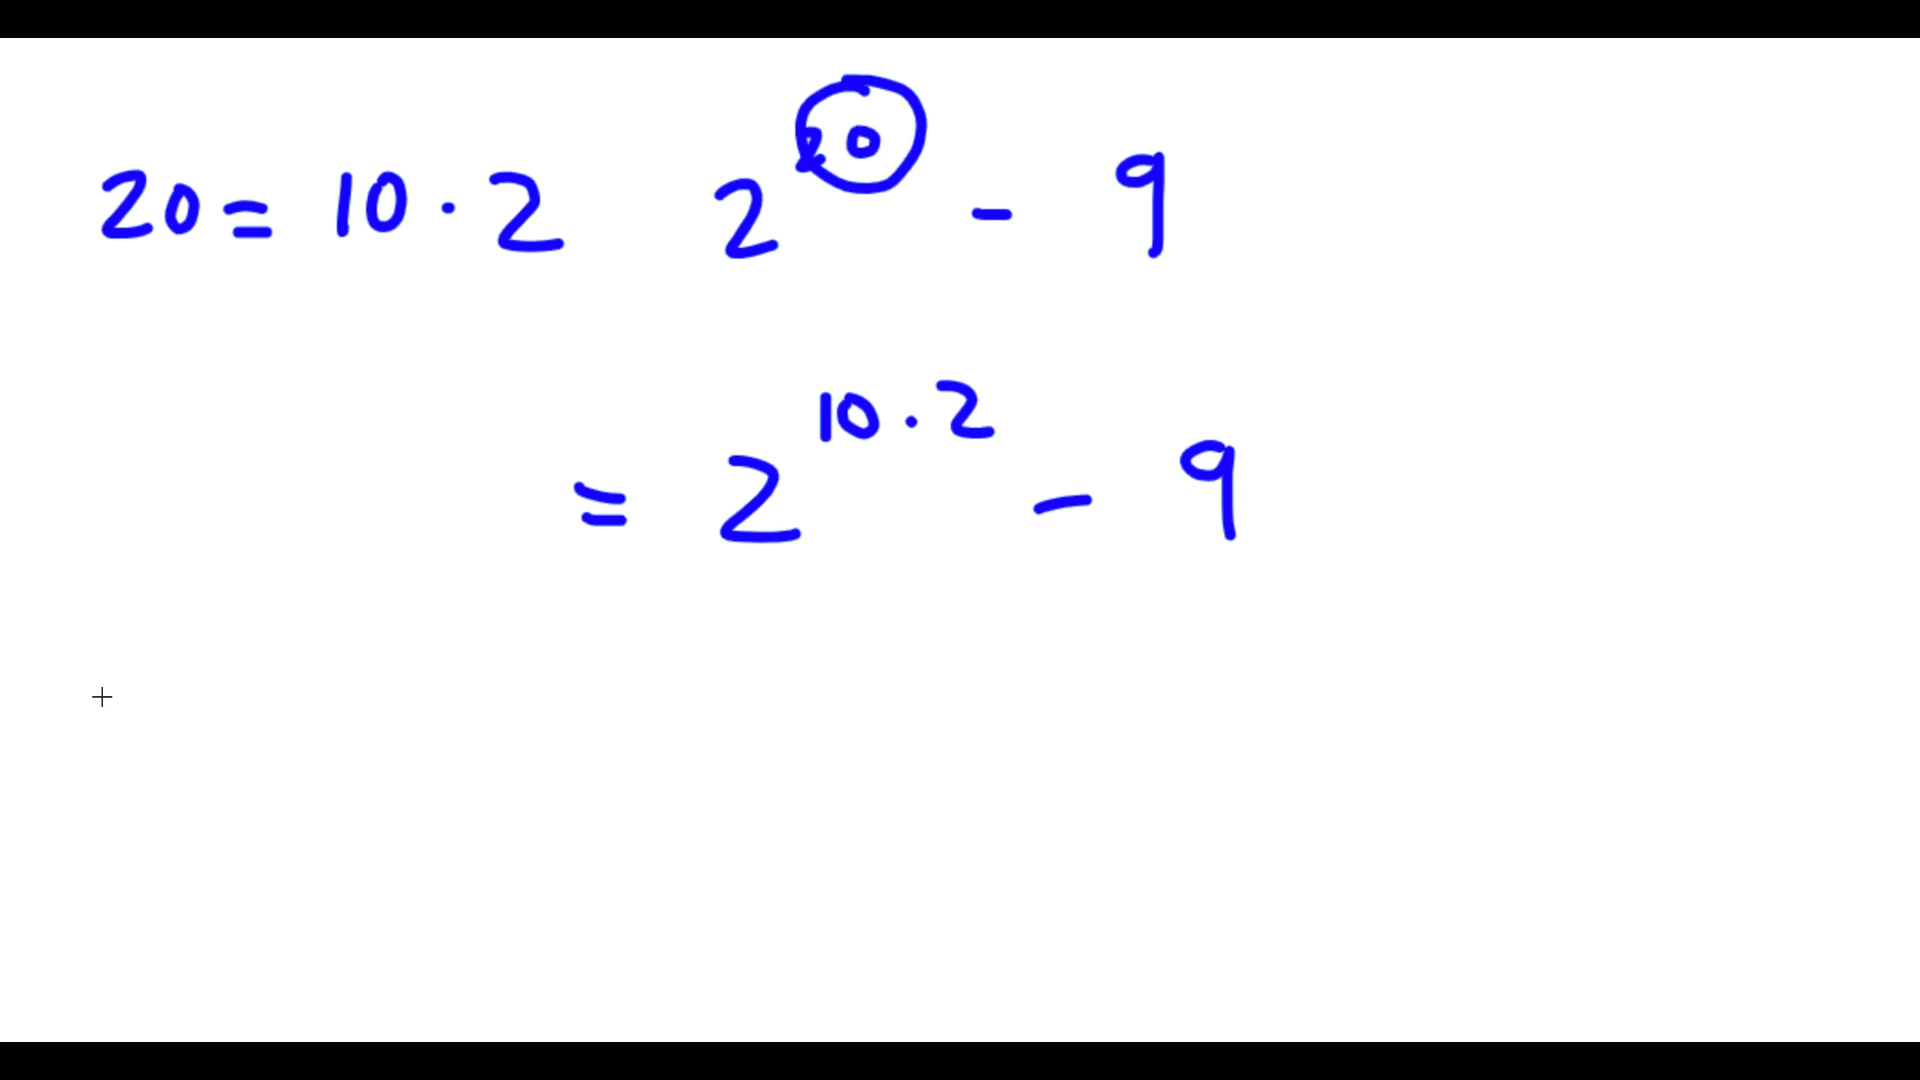 20 = 10 · 2    2^20 - 9
= 2^10·2 - 9